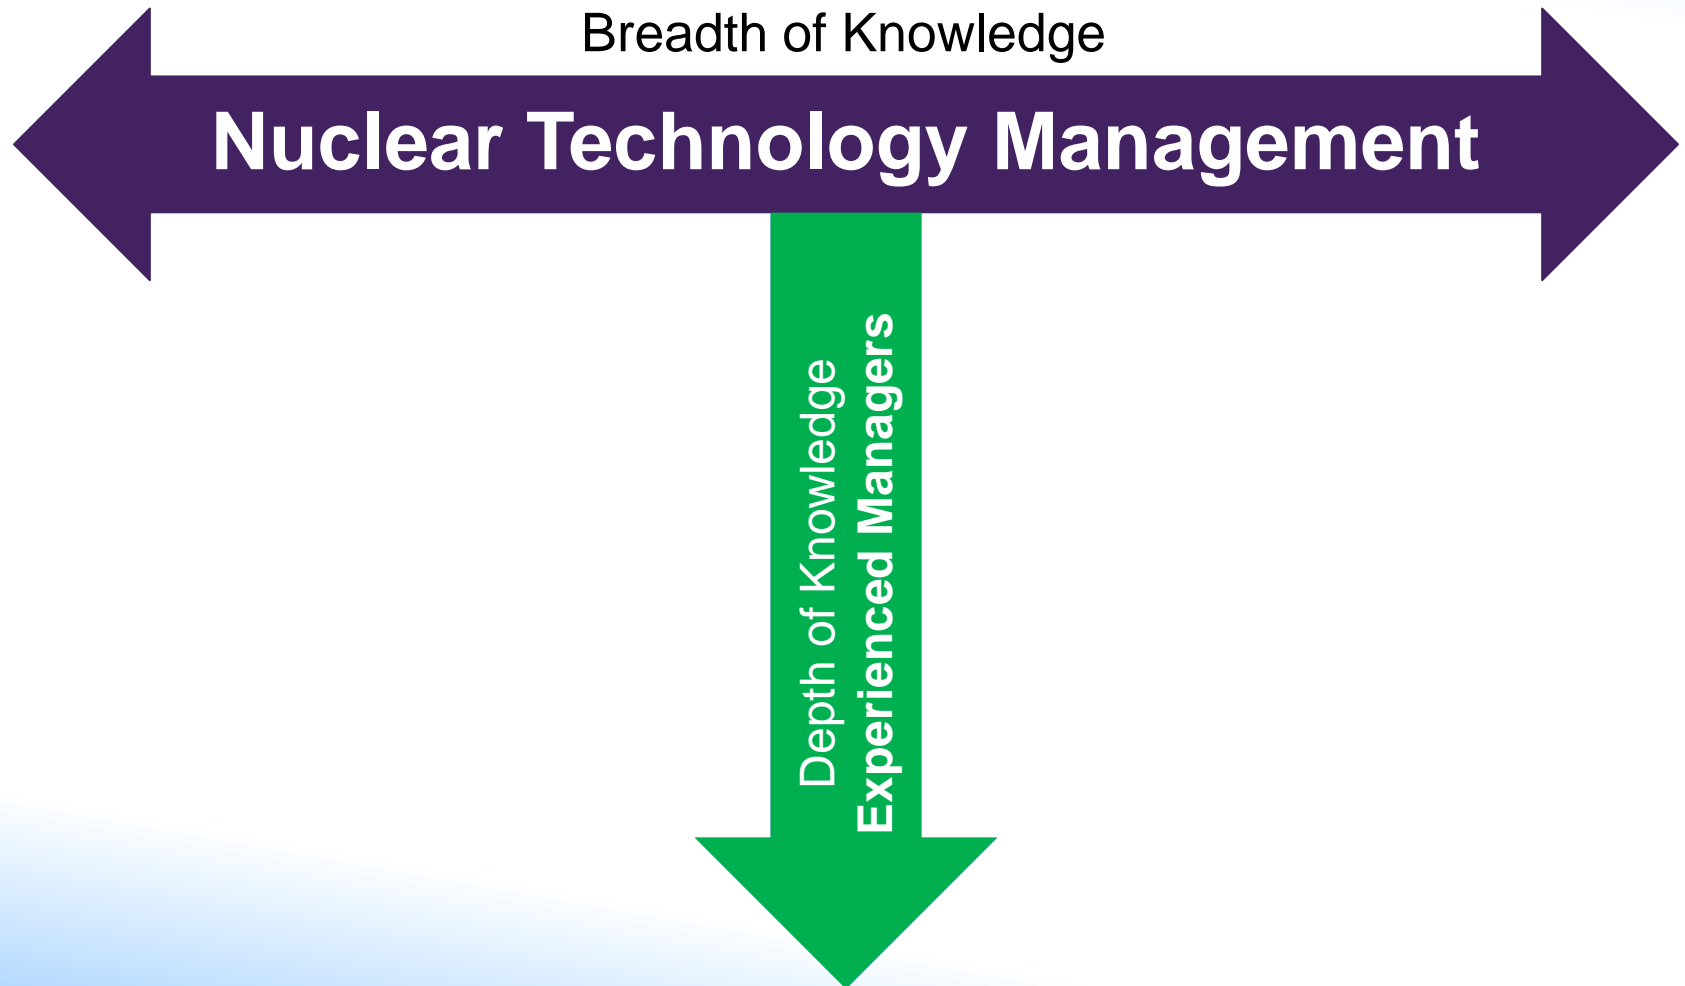 Breadth of Knowledge
Nuclear Technology Management
Depth of Knowledge
Experienced Managers